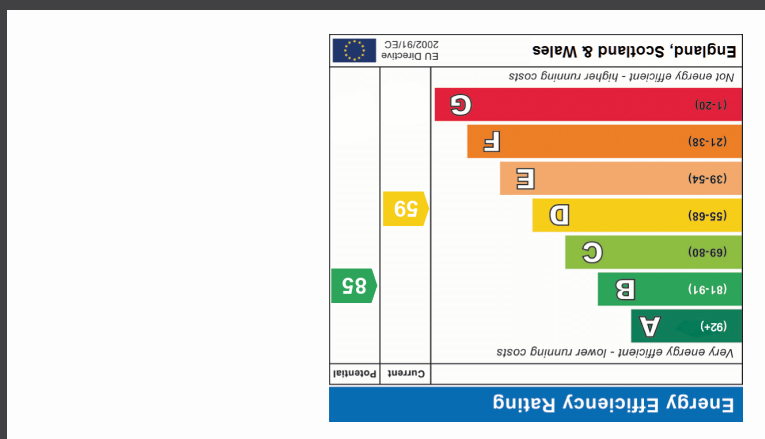 Energy Efficiency Rating
Current Potential
Very energy efficient - lower running costs
(92+) A
(81-91) B
85
(69-80) C
(55-68) D
59
(39-54) E
(21-38) F
(1-20) G
Not energy efficient - higher running costs
England, Scotland & Wales
EU Directive
2002/91/EC